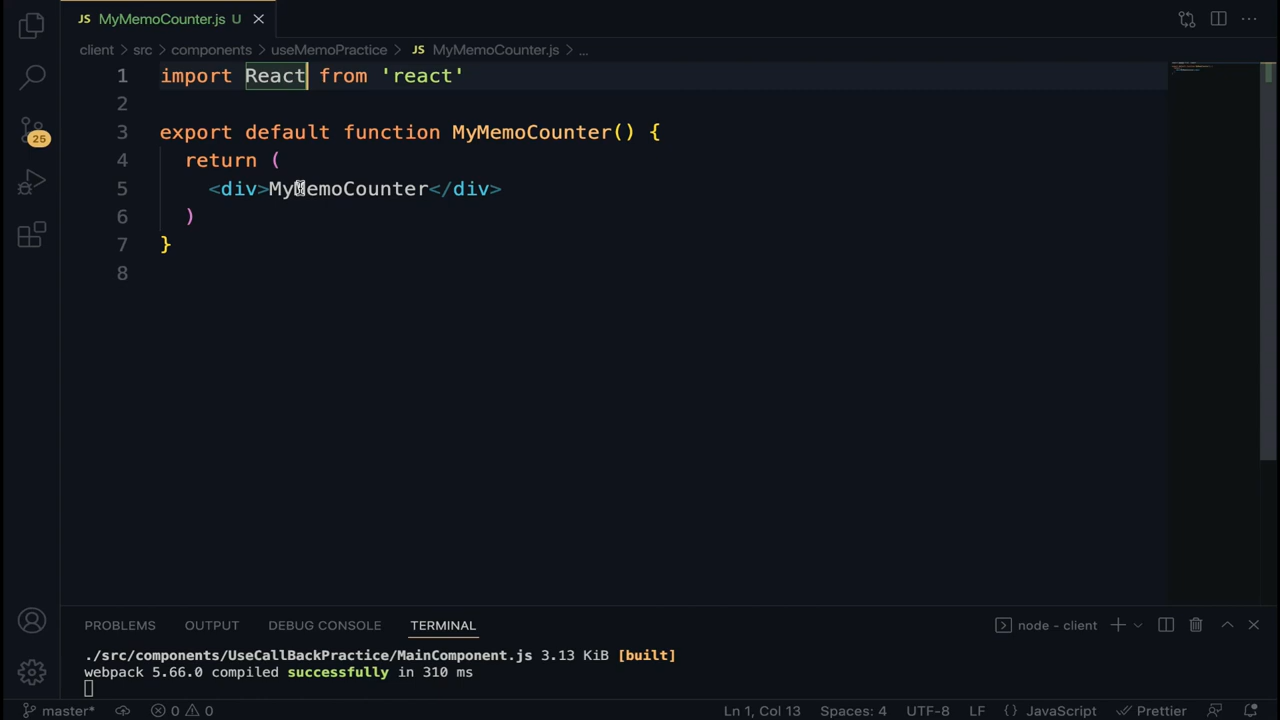 JS MyMemoCounter.js U
client > src > components > useMemoPractice > JS MyMemoCounter.js > ...
1 import React from 'react'
2
3 export default function MyMemoCounter() {
4 return (
5 <div>MyMemoCounter</div>
6 )
7 }
8
25
PROBLEMS OUTPUT DEBUG CONSOLE TERMINAL node - client
./src/components/UseCallBackPractice/MainComponent.js 3.13 KiB [built]
webpack 5.66.0 compiled successfully in 310 ms
master* 0 0 Ln 1, Col 13 Spaces: 4 UTF-8 LF {} JavaScript Prettier